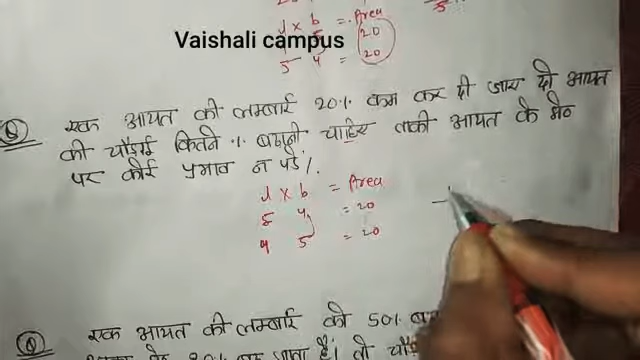 l x b = Area
5 = 20
5 4 = 20
Vaishali campus
Q एक आयत की लम्बाई 20% कम कर दी जाए तो आयत
की चौड़ाई कितने % बढ़ानी चाहिए ताकी आयत के क्षे०
पर कोई प्रभाव न पड़े।
l x b = Area
5 4 = 20
4 5 = 20
Q एक आयत की लम्बाई को 50%